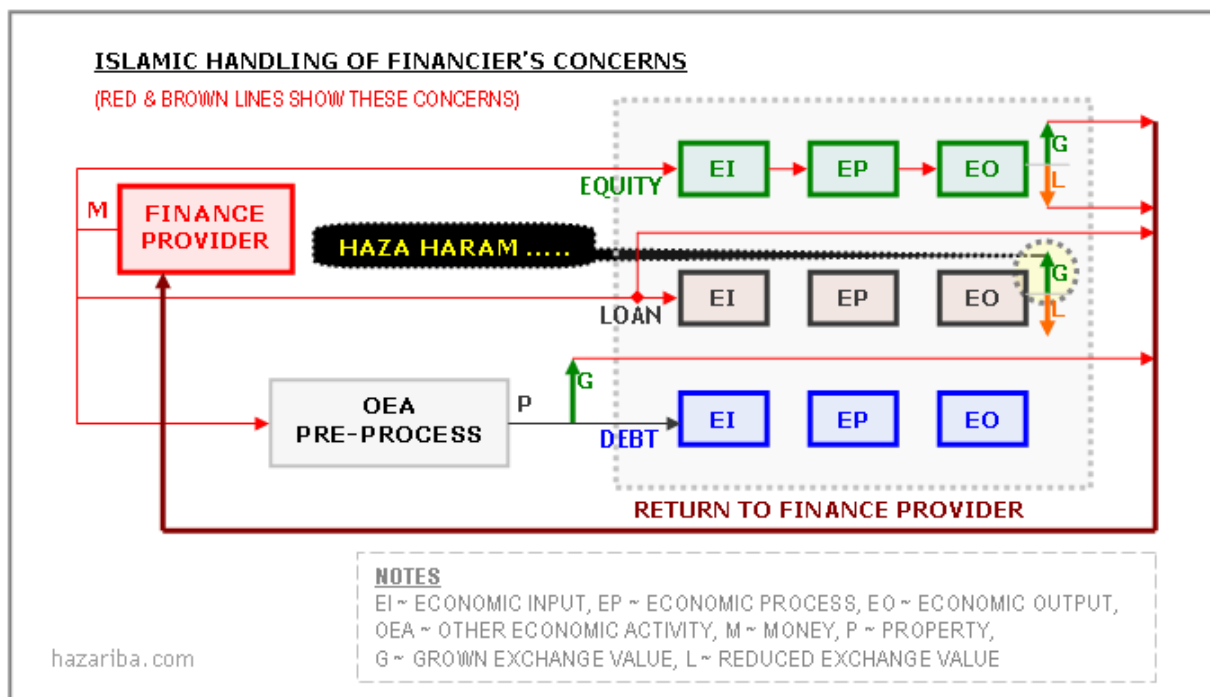 ISLAMIC HANDLING OF FINANCIER'S CONCERNS
(RED & BROWN LINES SHOW THESE CONCERNS)
EI
EP
EO
G
L
EQUITY
M
FINANCE
PROVIDER
HAZA HARAM .....
EI
EP
EO
G
L
LOAN
OEA
PRE-PROCESS
P
G
DEBT
EI
EP
EO
RETURN TO FINANCE PROVIDER
NOTES
EI ~ ECONOMIC INPUT, EP ~ ECONOMIC PROCESS, EO ~ ECONOMIC OUTPUT,
OEA ~ OTHER ECONOMIC ACTIVITY, M ~ MONEY, P ~ PROPERTY,
G ~ GROWN EXCHANGE VALUE, L ~ REDUCED EXCHANGE VALUE
hazariba.com